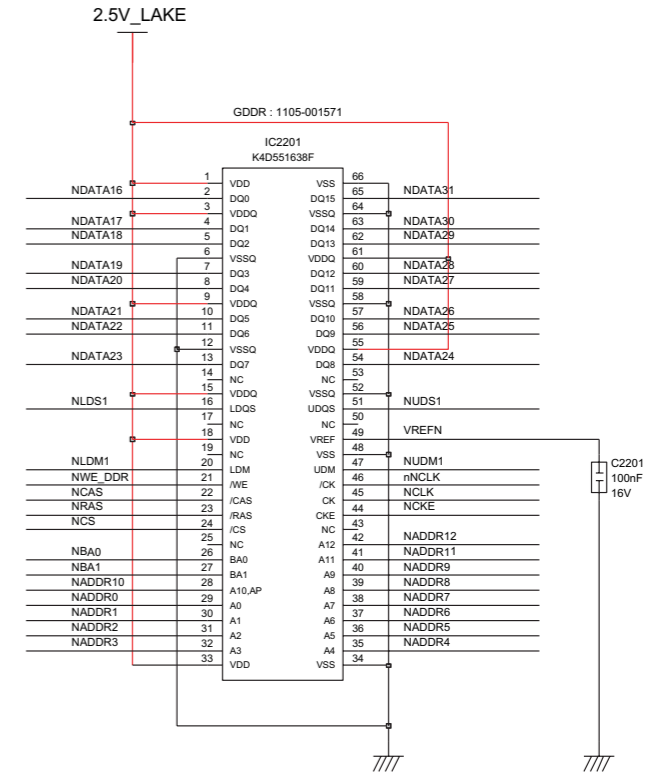 2.5V_LAKE
GDDR : 1105-001571
IC2201
K4D551638F
1 VDD VSS 66
NDATA16 2 DQ0 DQ15 65 NDATA31
3 VDDQ VSSQ 64
NDATA17 4 DQ1 DQ14 63 NDATA30
NDATA18 5 DQ2 DQ13 62 NDATA29
6 VSSQ VDDQ 61
NDATA19 7 DQ3 DQ12 60 NDATA28
NDATA20 8 DQ4 DQ11 59 NDATA27
9 VDDQ VSSQ 58
NDATA21 10 DQ5 DQ10 57 NDATA26
NDATA22 11 DQ6 DQ9 56 NDATA25
12 VSSQ VDDQ 55
NDATA23 13 DQ7 DQ8 54 NDATA24
14 NC NC 53
15 VDDQ VSSQ 52
NLDS1 16 LDQS UDQS 51 NUDS1
17 NC NC 50
18 VDD VREF 49 VREFN
19 NC VSS 48
NLDM1 20 LDM UDM 47 NUDM1
NWE_DDR 21 /WE /CK 46 nNCLK
NCAS 22 /CAS CK 45 NCLK
NRAS 23 /RAS CKE 44 NCKE
NCS 24 /CS NC 43
25 NC A12 42 NADDR12
NBA0 26 BA0 A11 41 NADDR11
NBA1 27 BA1 A9 40 NADDR9
NADDR10 28 A10,AP A8 39 NADDR8
NADDR0 29 A0 A7 38 NADDR7
NADDR1 30 A1 A6 37 NADDR6
NADDR2 31 A2 A5 36 NADDR5
NADDR3 32 A3 A4 35 NADDR4
33 VDD VSS 34
C2201
100nF
16V